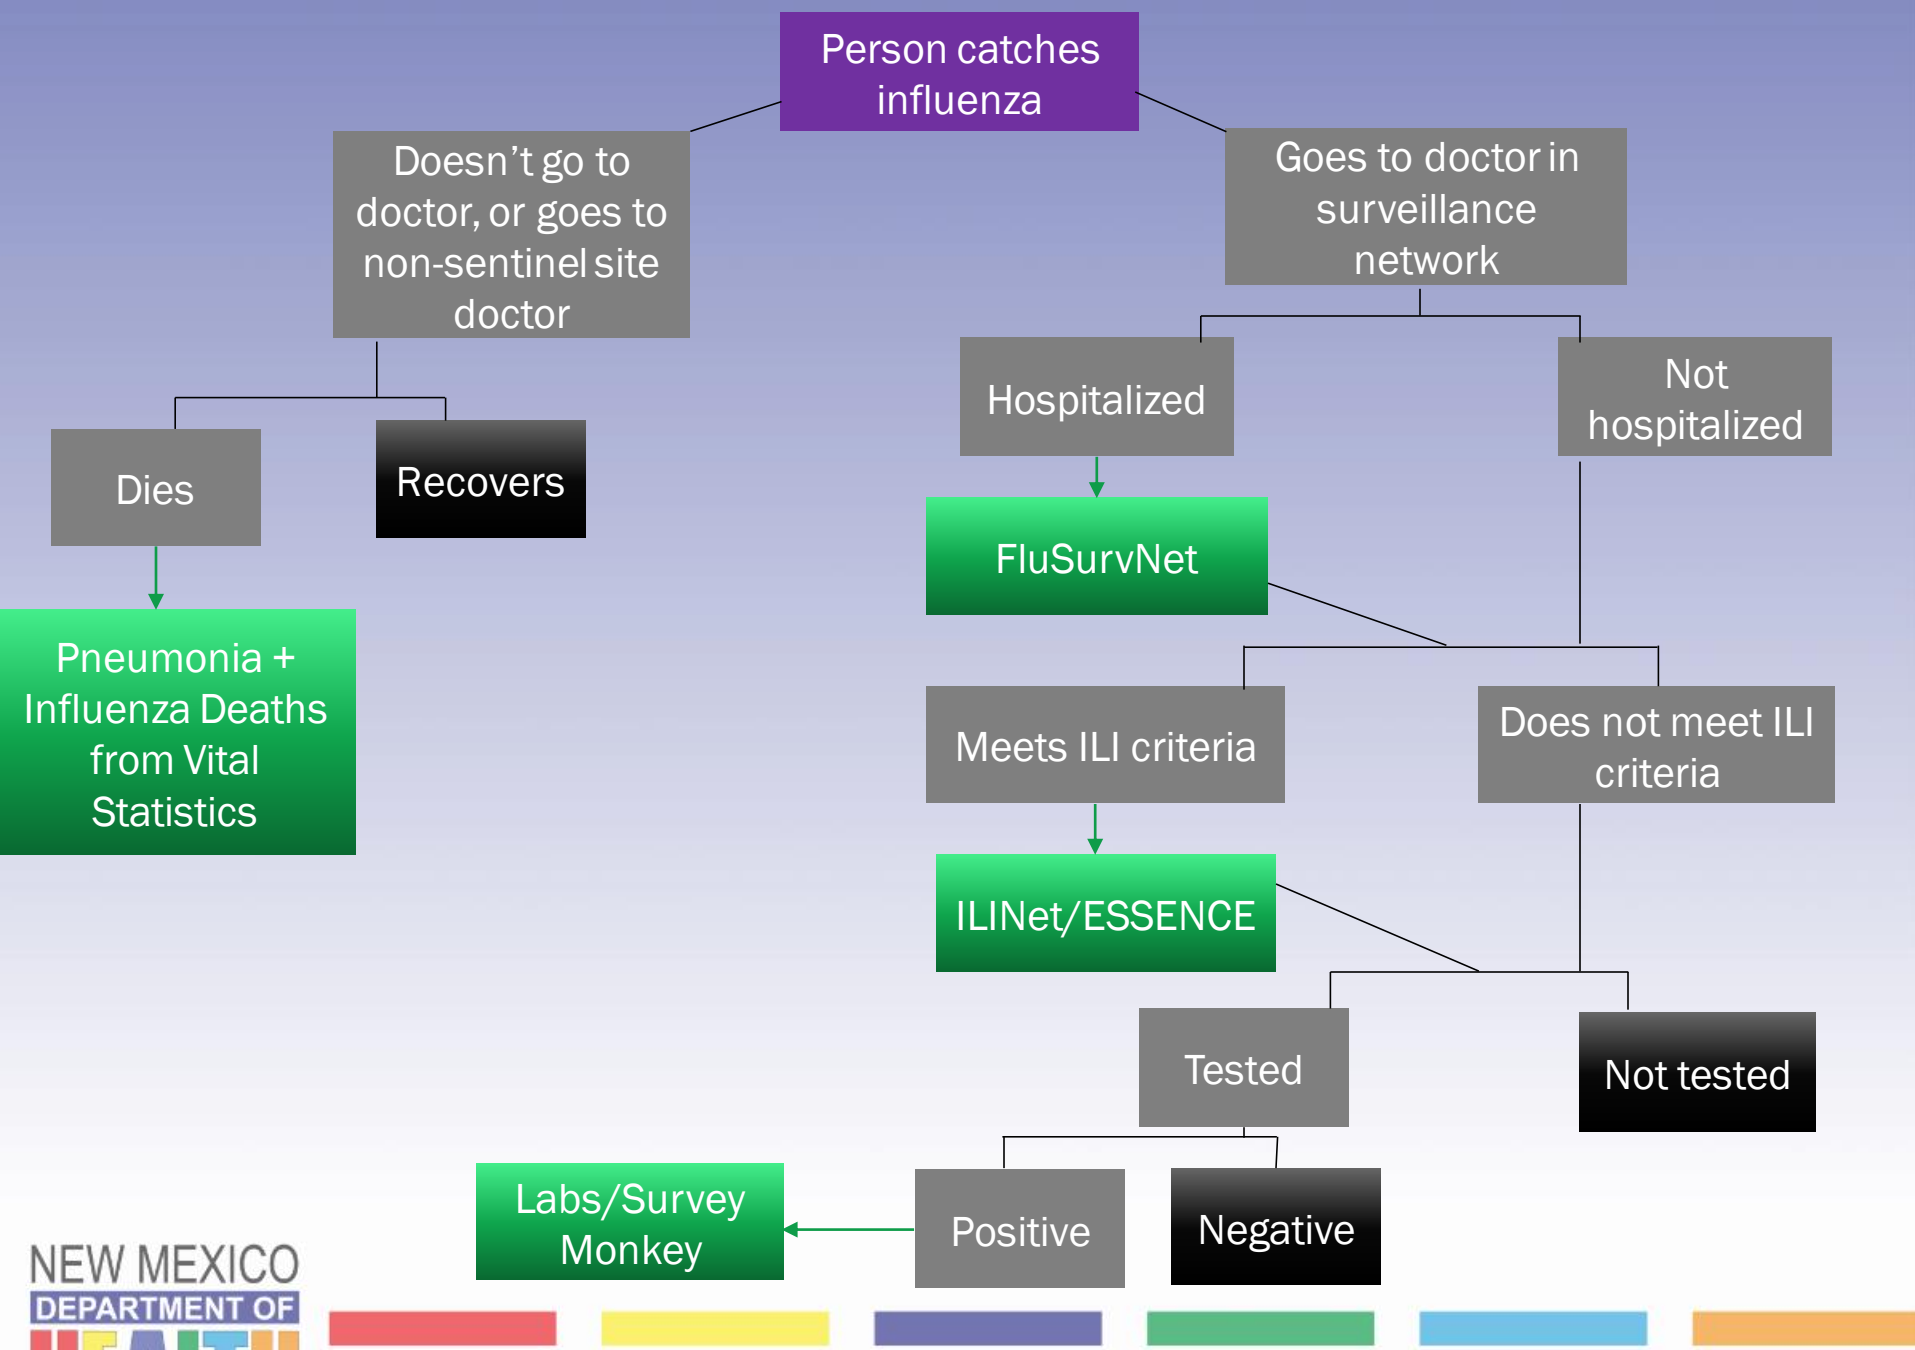 Person catches
influenza
Doesn't go to
doctor, or goes to
non-sentinel site
doctor
Goes to doctor in
surveillance
network
Dies
Recovers
Hospitalized
Not
hospitalized
FluSurvNet
Pneumonia +
Influenza Deaths
from Vital
Statistics
Meets ILI criteria
Does not meet ILI
criteria
ILINet/ESSENCE
Tested
Not tested
Labs/Survey
Monkey
Positive
Negative
NEW MEXICO
DEPARTMENT OF